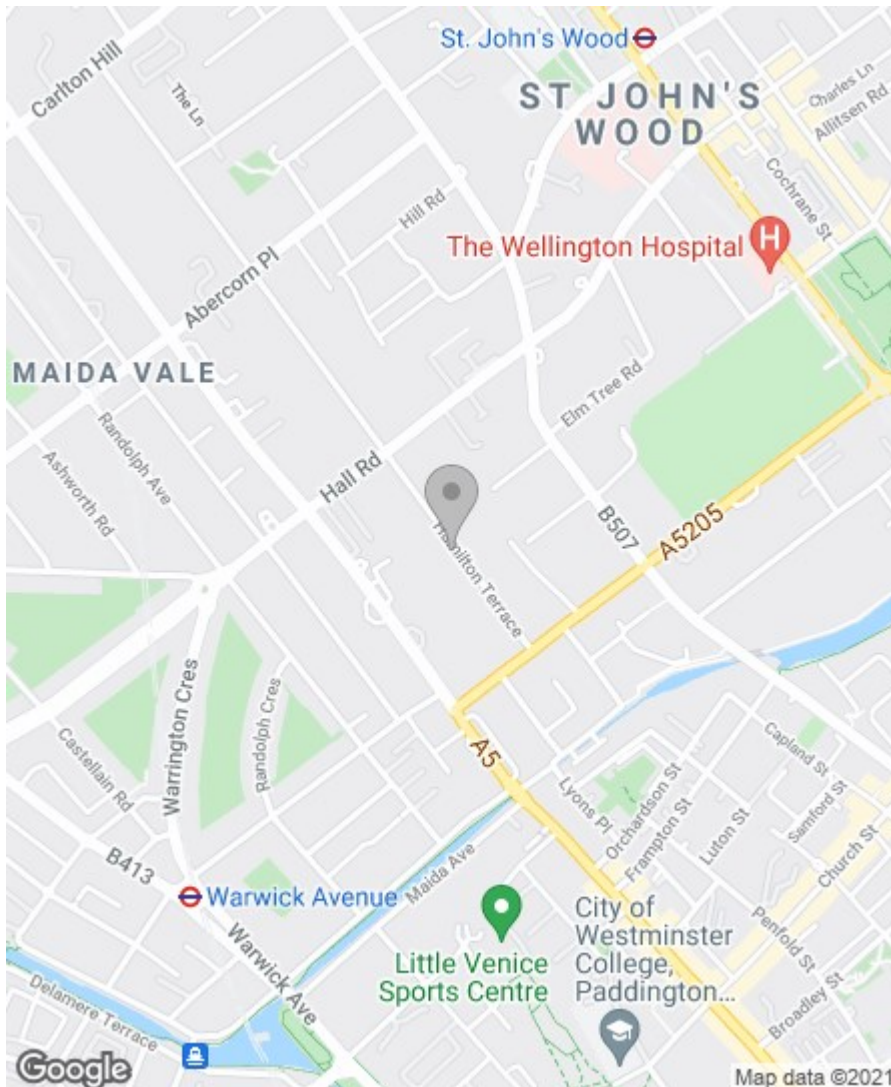 St. John's Wood
Carlton Hill
The Ln
ST JOHN'S
WOOD
Charles Ln
Allitsen Rd
Cochrane St
Hill Rd
The Wellington Hospital
H
Abercorn Pl
MAIDA VALE
Elm Tree Rd
Randolph Ave
Ashworth Rd
Hall Rd
Hamilton Terrace
B507
A5205
Warrington Cres
Randolph Cres
Castellain Rd
A5
Capland St
Samford St
Lyons Pl
Orchardson St
Frampton St
Luton St
Church St
B413
Maida Ave
Warwick Avenue
Warwick Ave
Little Venice
Sports Centre
City of
Westminster
College,
Paddington...
Penfold St
Broadley St
Delamere Terrace
Google
Map data ©2021